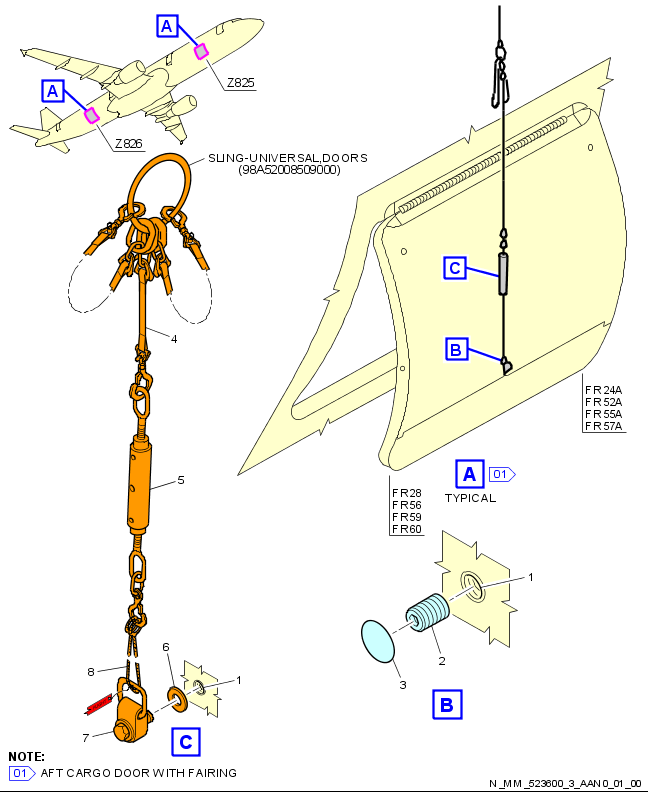 A
Z825
A
Z826
SLING-UNIVERSAL,DOORS
(98A52008509000)
4
5
8
6
1
7
C
C
B
FR24A
FR52A
FR55A
FR57A
A
01
TYPICAL
FR28
FR56
FR59
FR60
1
2
3
B
NOTE:
01 AFT CARGO DOOR WITH FAIRING
N_MM_523600_3_AAN0_01_00